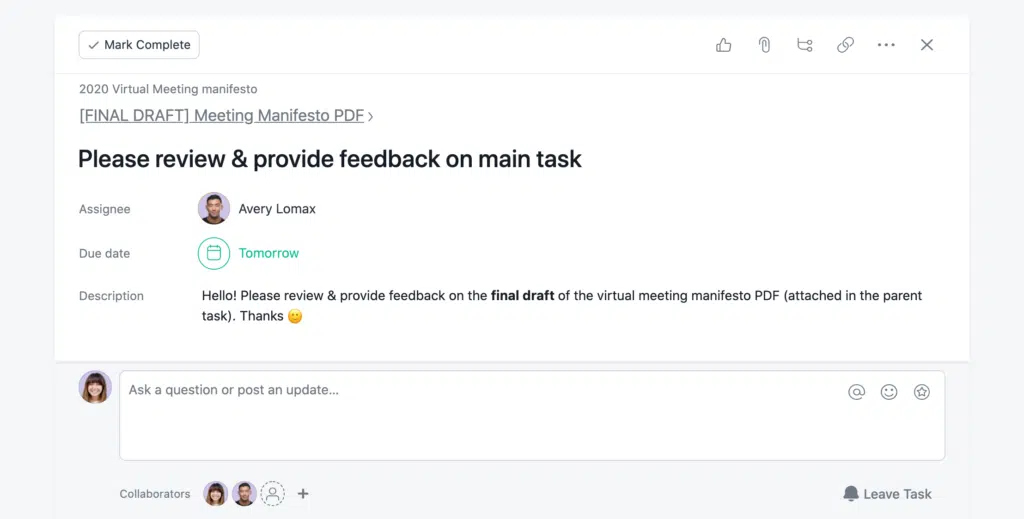 Mark Complete
2020 Virtual Meeting manifesto
[FINAL DRAFT] Meeting Manifesto PDF ›
Please review & provide feedback on main task
Assignee
Avery Lomax
Due date
Tomorrow
Description
Hello! Please review & provide feedback on the final draft of the virtual meeting manifesto PDF (attached in the parent
task). Thanks 🙂
Ask a question or post an update...
Collaborators
Leave Task